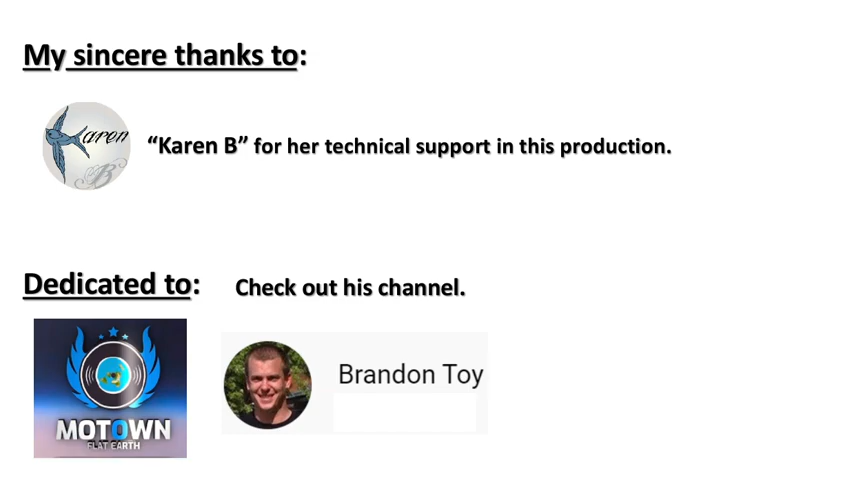 My sincere thanks to:
Karen
B
“Karen B” for her technical support in this production.
Dedicated to:
Check out his channel.
Brandon Toy
MOTOWN
FLAT EARTH